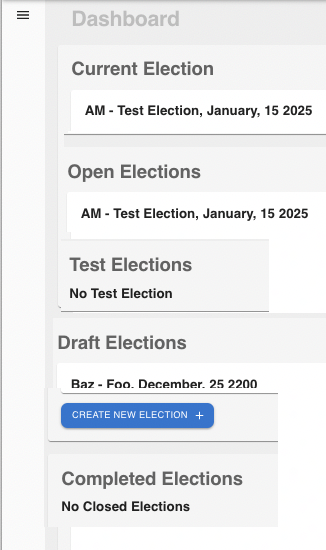 Dashboard
Current Election
AM - Test Election, January, 15 2025
Open Elections
AM - Test Election, January, 15 2025
Test Elections
No Test Election
Draft Elections
Baz - Foo, December, 25 2200
CREATE NEW ELECTION +
Completed Elections
No Closed Elections